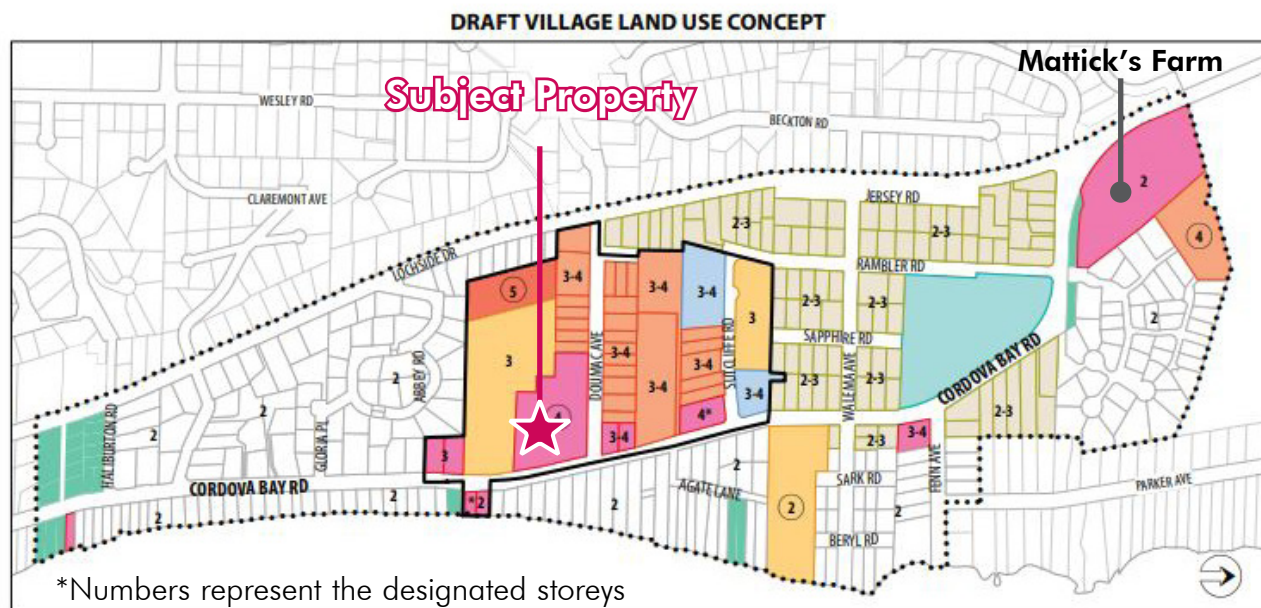 DRAFT VILLAGE LAND USE CONCEPT
Mattick's Farm
Subject Property
WESLEY RD
BECKTON RD
CLAREMONT AVE
JERSEY RD
LOCHSIDE DR
RAMBLER RD
SAPPHIRE RD
CORDOVA BAY RD
ABBEY RD
DOUMAC AVE
SUTCLIFFE RD
WALEMA AVE
HALIBURTON RD
GLORIA PL
CORDOVA BAY RD
AGATE LANE
SARK RD
FENN AVE
PARKER AVE
BERYL RD
2
4
2-3
2-3
5
3-4
3-4
3-4
3
2-3
2-3
2
3
2
3-4
3-4
3-4
2-3
2-3
3-4
4
4*
3-4
2-3
2
2
3
2-3
3-4
2
2
2
*2
2
2
2
*Numbers represent the designated storeys